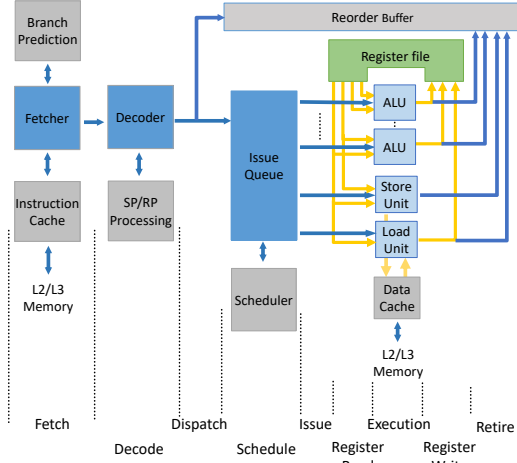 Branch
Prediction
Reorder Buffer
Register file
Fetcher
Decoder
ALU
ALU
Issue
Queue
Instruction
Cache
SP/RP
Processing
Store
Unit
Load
Unit
L2/L3
Memory
Scheduler
Data
Cache
L2/L3
Memory
Fetch
Dispatch
Issue
Execution
Retire
Decode
Schedule
Register
Register